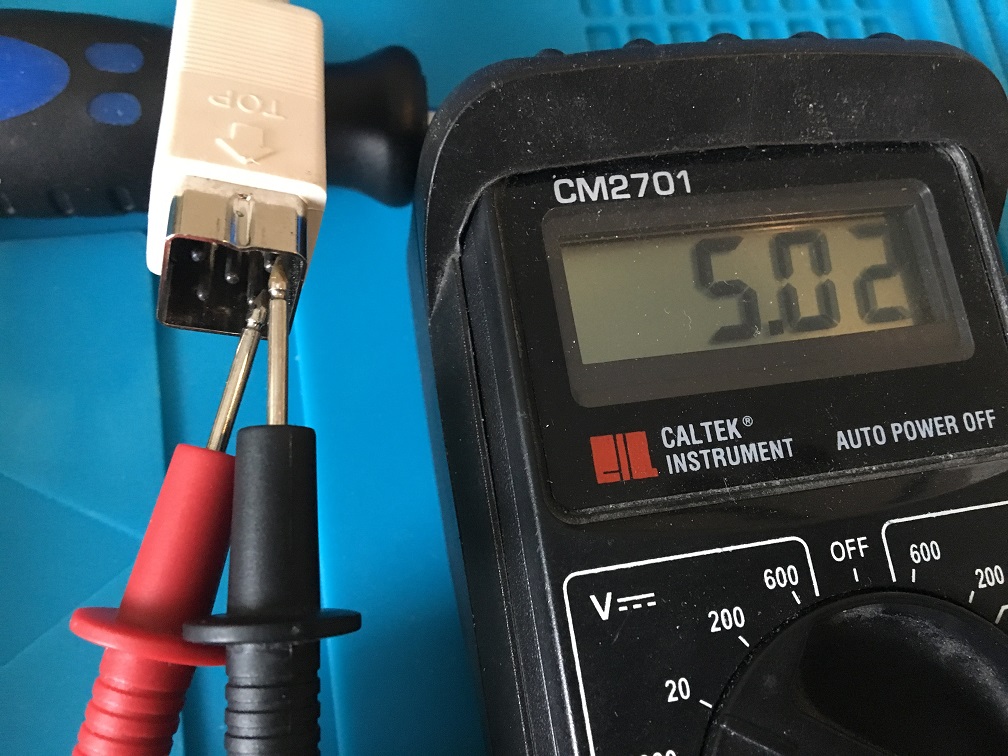 TOP
CM2701
5.02
CALTEK®
INSTRUMENT
AUTO POWER OFF
OFF
V
600
200
20
600
200